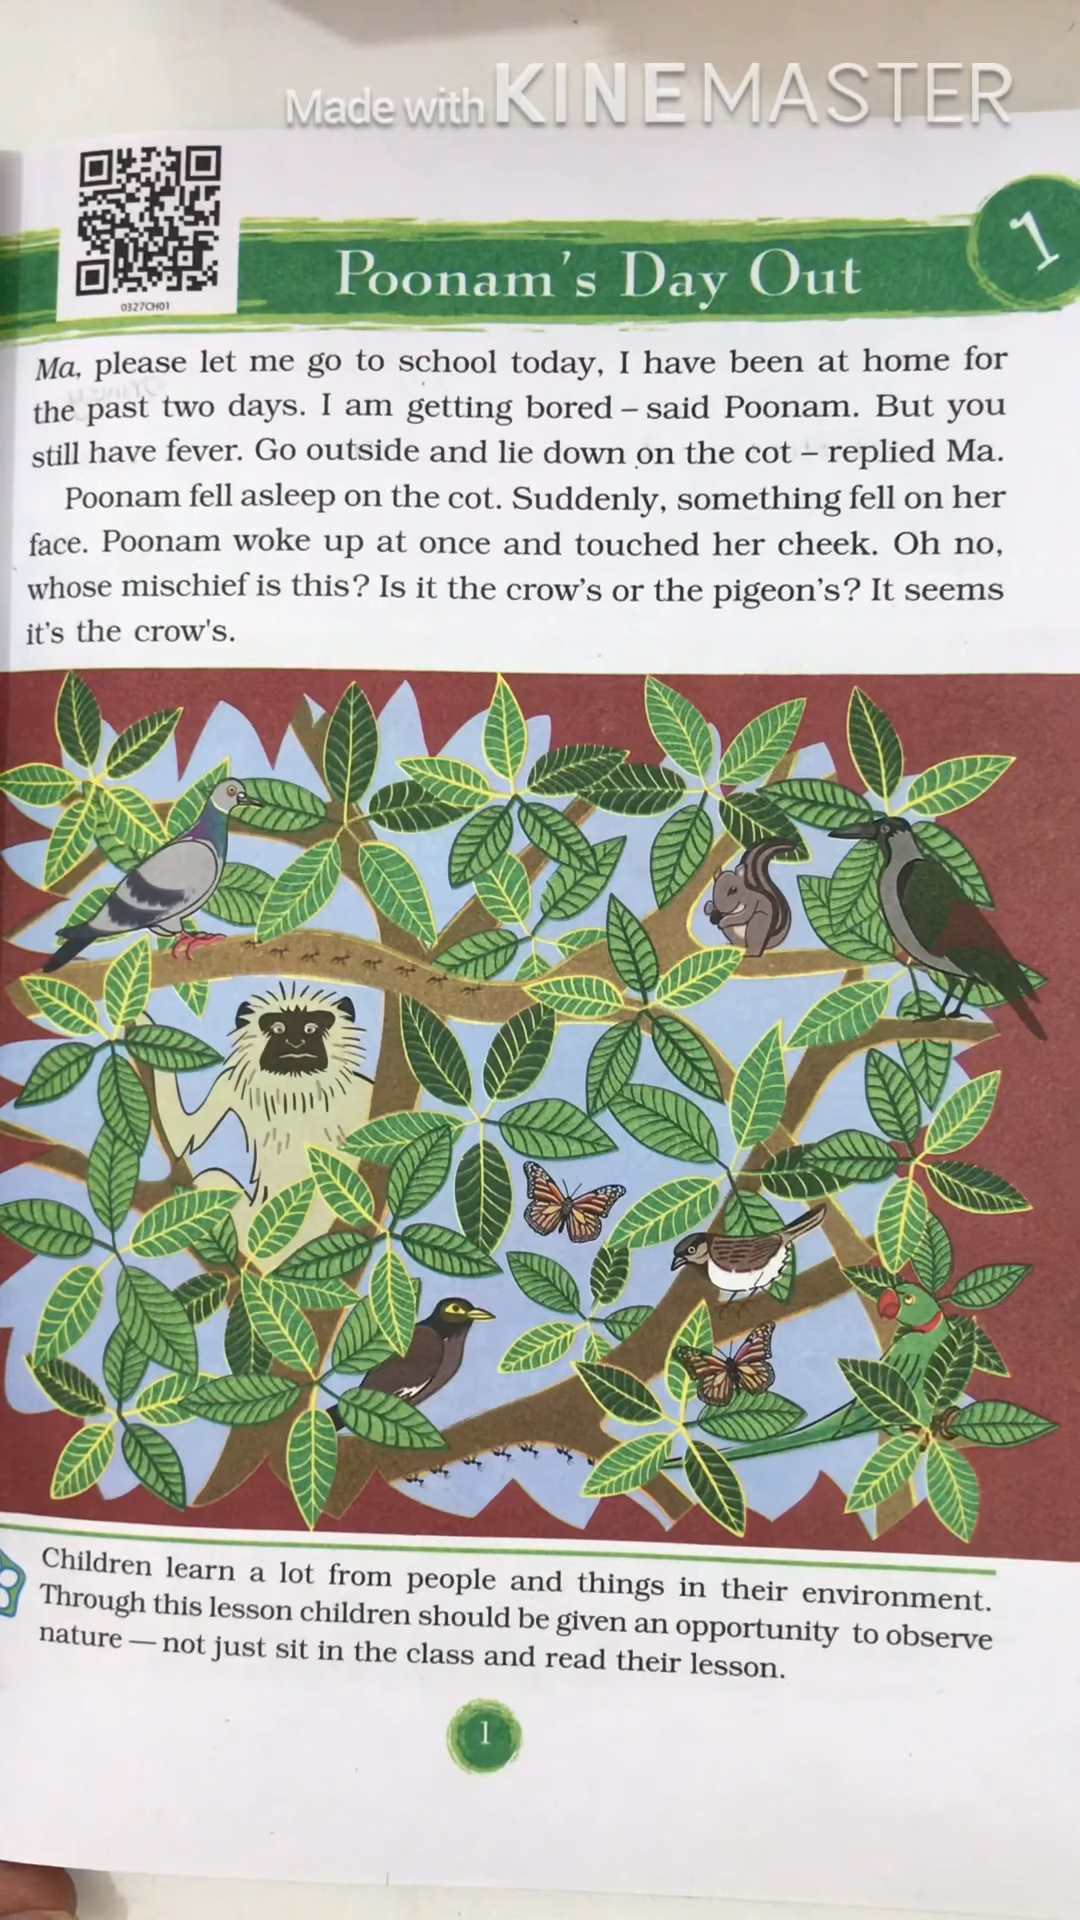 Made with KINEMASTER
0327CH01
Poonam's Day Out
1
Ma, please let me go to school today, I have been at home for
the past two days. I am getting bored – said Poonam. But you
still have fever. Go outside and lie down on the cot – replied Ma.
Poonam fell asleep on the cot. Suddenly, something fell on her
face. Poonam woke up at once and touched her cheek. Oh no,
whose mischief is this? Is it the crow's or the pigeon's? It seems
it's the crow's.
Children learn a lot from people and things in their environment.
Through this lesson children should be given an opportunity to observe
nature — not just sit in the class and read their lesson.
1